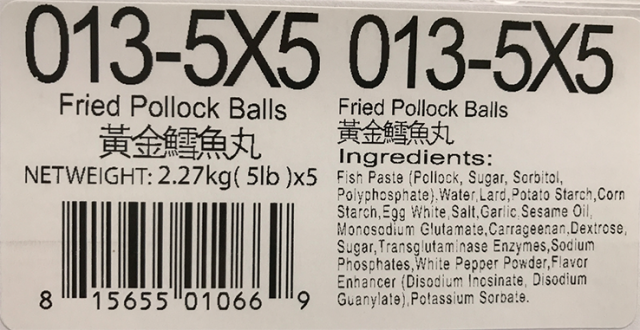 013-5X5
Fried Pollock Balls
黃金鱈魚丸
NETWEIGHT: 2.27kg( 5lb )x5
8 15655 01066 9
013-5X5
Fried Pollock Balls
黃金鱈魚丸
Ingredients:
Fish Paste (Pollock, Sugar, Sorbitol,
Polyphosphate),Water,Lard,Potato Starch,Corn
Starch,Egg White,Salt,Garlic,Sesame Oil,
Monosodium Glutamate,Carrageenan,Dextrose,
Sugar,Transglutaminase Enzymes,Sodium
Phosphates,White Pepper Powder,Flavor
Enhancer (Disodium Inosinate, Disodium
Guanylate),Potassium Sorbate.